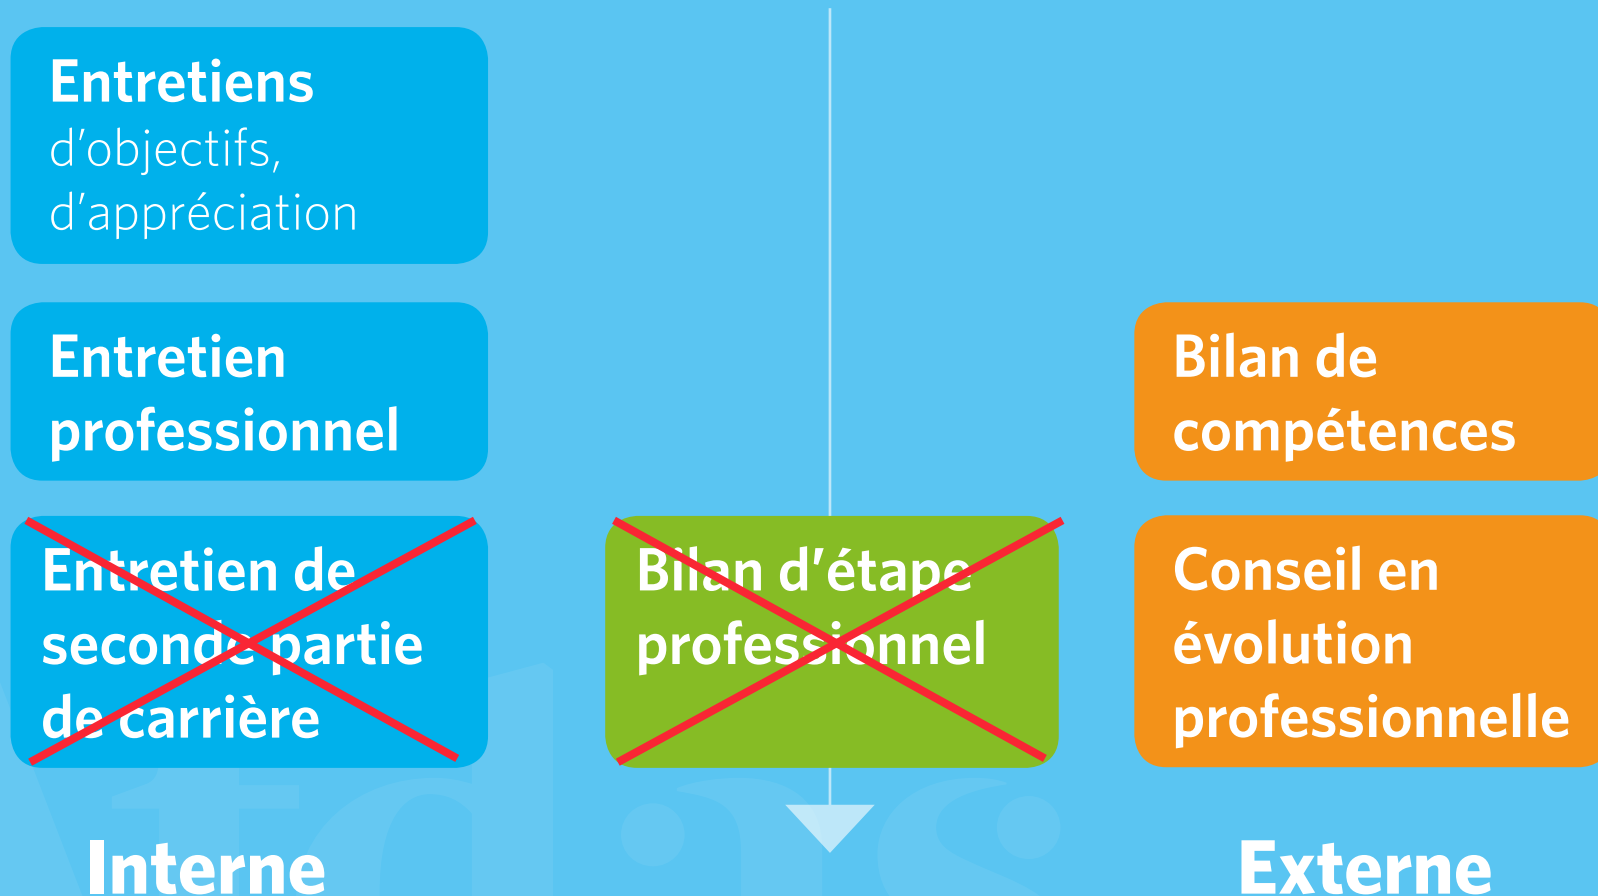 Entretiens
d’objectifs,
d’appréciation
Entretien
professionnel
Bilan de
compétences
Entretien de
seconde partie
de carrière
Bilan d’étape
professionnel
Conseil en
évolution
professionnelle
Interne
Externe